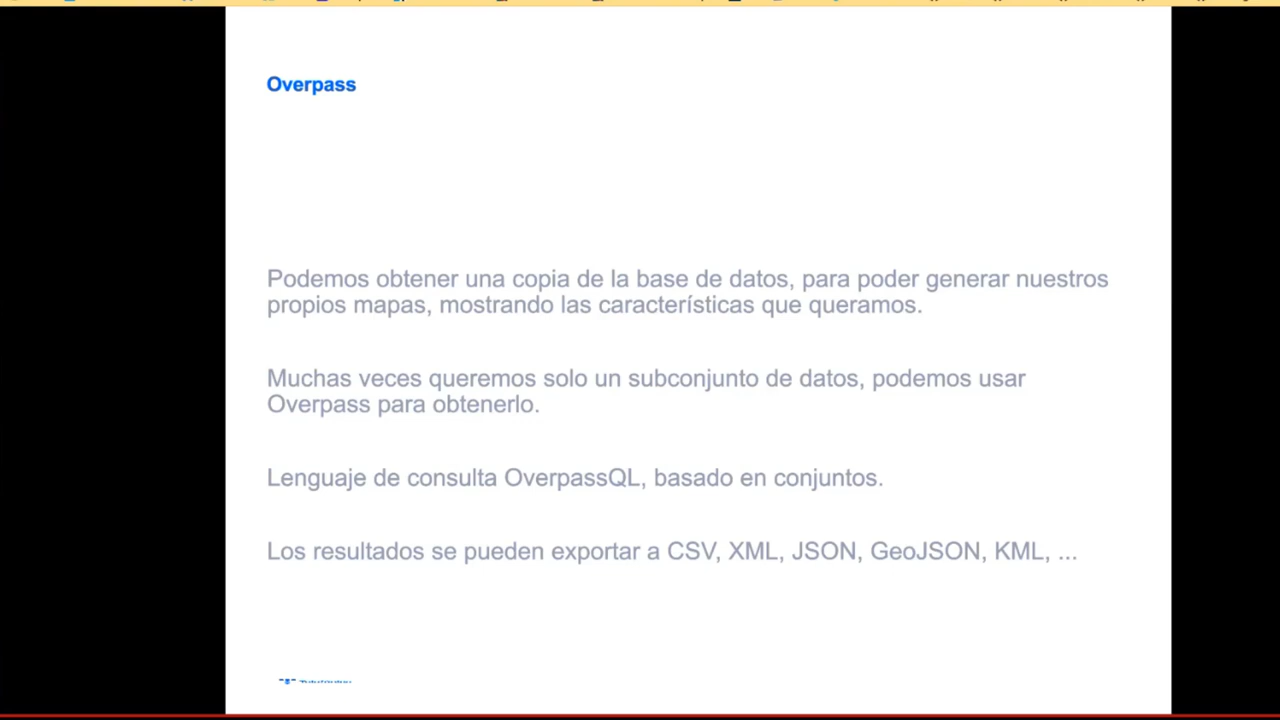 Overpass
Podemos obtener una copia de la base de datos, para poder generar nuestros
propios mapas, mostrando las características que queramos.
Muchas veces queremos solo un subconjunto de datos, podemos usar
Overpass para obtenerlo.
Lenguaje de consulta OverpassQL, basado en conjuntos.
Los resultados se pueden exportar a CSV, XML, JSON, GeoJSON, KML, ...